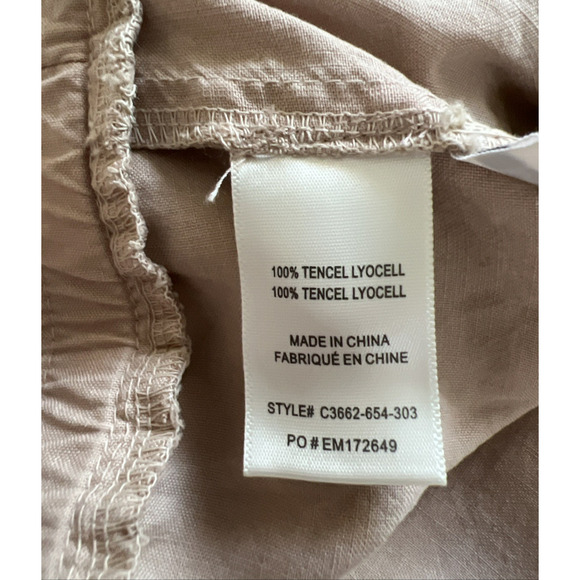 100% TENCEL LYOCELL
100% TENCEL LYOCELL
MADE IN CHINA
FABRIQUÉ EN CHINE
STYLE# C3662-654-303
PO # EM172649